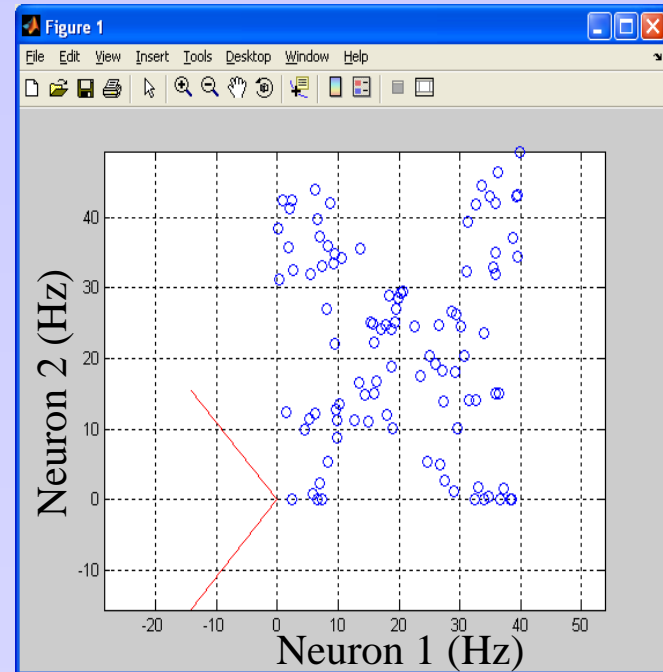 Figure 1
File Edit View Insert Tools Desktop Window Help
40
30
20
10
0
-10
Neuron 2 (Hz)
-20 -10 0 10 20 30 40 50
Neuron 1 (Hz)